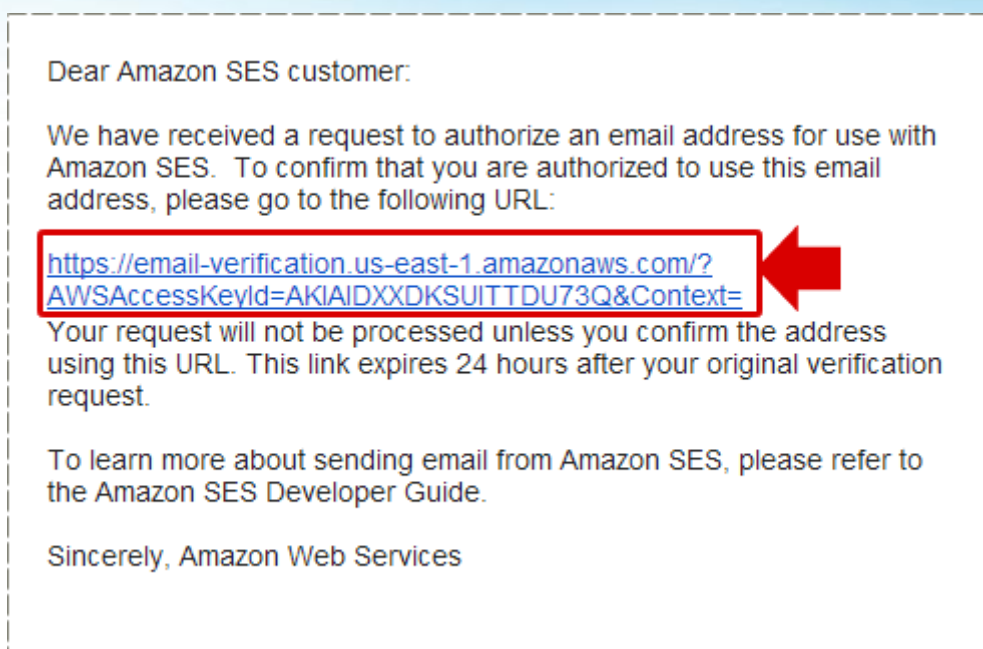 Dear Amazon SES customer:
We have received a request to authorize an email address for use with
Amazon SES.  To confirm that you are authorized to use this email
address, please go to the following URL:
https://email-verification.us-east-1.amazonaws.com/?
AWSAccessKeyId=AKIAIDXXDKSUITTDU73Q&Context=
Your request will not be processed unless you confirm the address
using this URL. This link expires 24 hours after your original verification
request.
To learn more about sending email from Amazon SES, please refer to
the Amazon SES Developer Guide.
Sincerely, Amazon Web Services